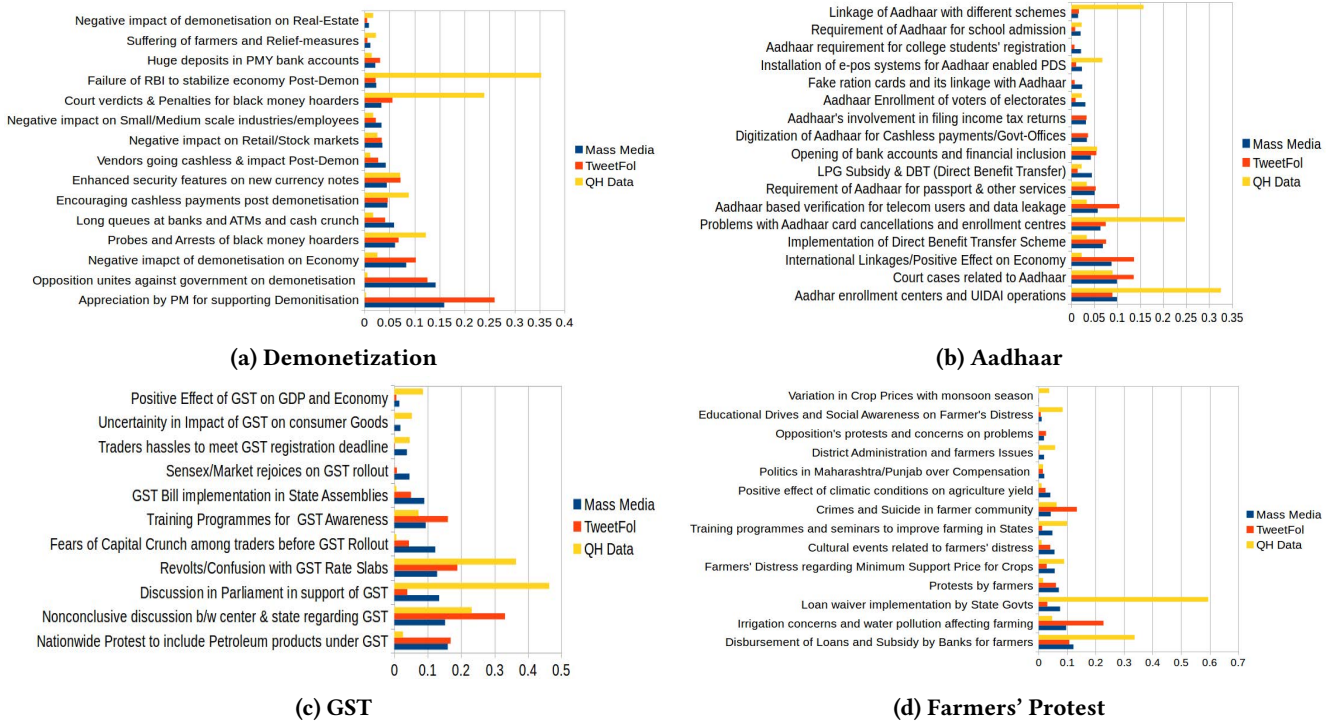 Negative impact of demonetisation on Real-Estate
Suffering of farmers and Relief-measures
Huge deposits in PMY bank accounts
Failure of RBI to stabilize economy Post-Demon
Court verdicts & Penalties for black money hoarders
Negative impact on Small/Medium scale industries/employees
Negative impact on Retail/Stock markets
Vendors going cashless & impact Post-Demon
Enhanced security features on new currency notes
Encouraging cashless payments post demonetisation
Long queues at banks and ATMs and cash crunch
Probes and Arrests of black money hoarders
Negative imapct of demonetisation on Economy
Opposition unites against government on demonetisation
Appreciation by PM for supporting Demonitisation
0 0.05 0.1 0.15 0.2 0.25 0.3 0.35 0.4
Mass Media
TweetFol
QH Data
(a) Demonetization
Linkage of Aadhaar with different schemes
Requirement of Aadhaar for school admission
Aadhaar requirement for college students' registration
Installation of e-pos systems for Aadhaar enabled PDS
Fake ration cards and its linkage with Aadhaar
Aadhaar Enrollment of voters of electorates
Aadhaar's involvement in filing income tax returns
Digitization of Aadhaar for Cashless payments/Govt-Offices
Opening of bank accounts and financial inclusion
LPG Subsidy & DBT (Direct Benefit Transfer)
Requirement of Aadhaar for passport & other services
Aadhaar based verification for telecom users and data leakage
Problems with Aadhaar card cancellations and enrollment centres
Implementation of Direct Benefit Transfer Scheme
International Linkages/Positive Effect on Economy
Court cases related to Aadhaar
Aadhar enrollment centers and UIDAI operations
0 0.05 0.1 0.15 0.2 0.25 0.3 0.35
Mass Media
TweetFol
QH Data
(b) Aadhaar
Positive Effect of GST on GDP and Economy
Uncertainity in Impact of GST on consumer Goods
Traders hassles to meet GST registration deadline
Sensex/Market rejoices on GST rollout
GST Bill implementation in State Assemblies
Training Programmes for GST Awareness
Fears of Capital Crunch among traders before GST Rollout
Revolts/Confusion with GST Rate Slabs
Discussion in Parliament in support of GST
Nonconclusive discussion b/w center & state regarding GST
Nationwide Protest to include Petroleum products under GST
0 0.1 0.2 0.3 0.4 0.5
Mass Media
TweetFol
QH Data
(c) GST
Variation in Crop Prices with monsoon season
Educational Drives and Social Awareness on Farmer's Distress
Opposition's protests and concerns on problems
District Administration and farmers Issues
Politics in Maharashtra/Punjab over Compensation
Positive effect of climatic conditions on agriculture yield
Crimes and Suicide in farmer community
Training programmes and seminars to improve farming in States
Cultural events related to farmers' distress
Farmers' Distress regarding Minimum Support Price for Crops
Protests by farmers
Loan waiver implementation by State Govts
Irrigation concerns and water pollution affecting farming
Disbursement of Loans and Subsidy by Banks for farmers
0 0.1 0.2 0.3 0.4 0.5 0.6 0.7
Mass Media
TweetFol
QH Data
(d) Farmers' Protest